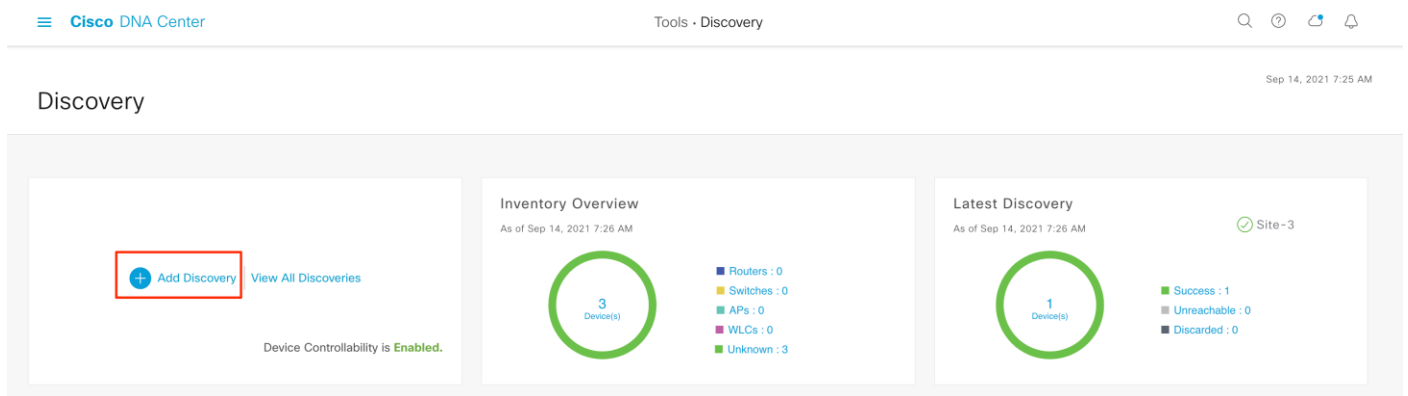 Cisco DNA Center
Tools · Discovery
Sep 14, 2021 7:25 AM
Discovery
Add Discovery
View All Discoveries
Device Controllability is Enabled.
Inventory Overview
As of Sep 14, 2021 7:26 AM
3
Device(s)
Routers : 0
Switches : 0
APs : 0
WLCs : 0
Unknown : 3
Latest Discovery
As of Sep 14, 2021 7:26 AM
Site-3
1
Device(s)
Success : 1
Unreachable : 0
Discarded : 0